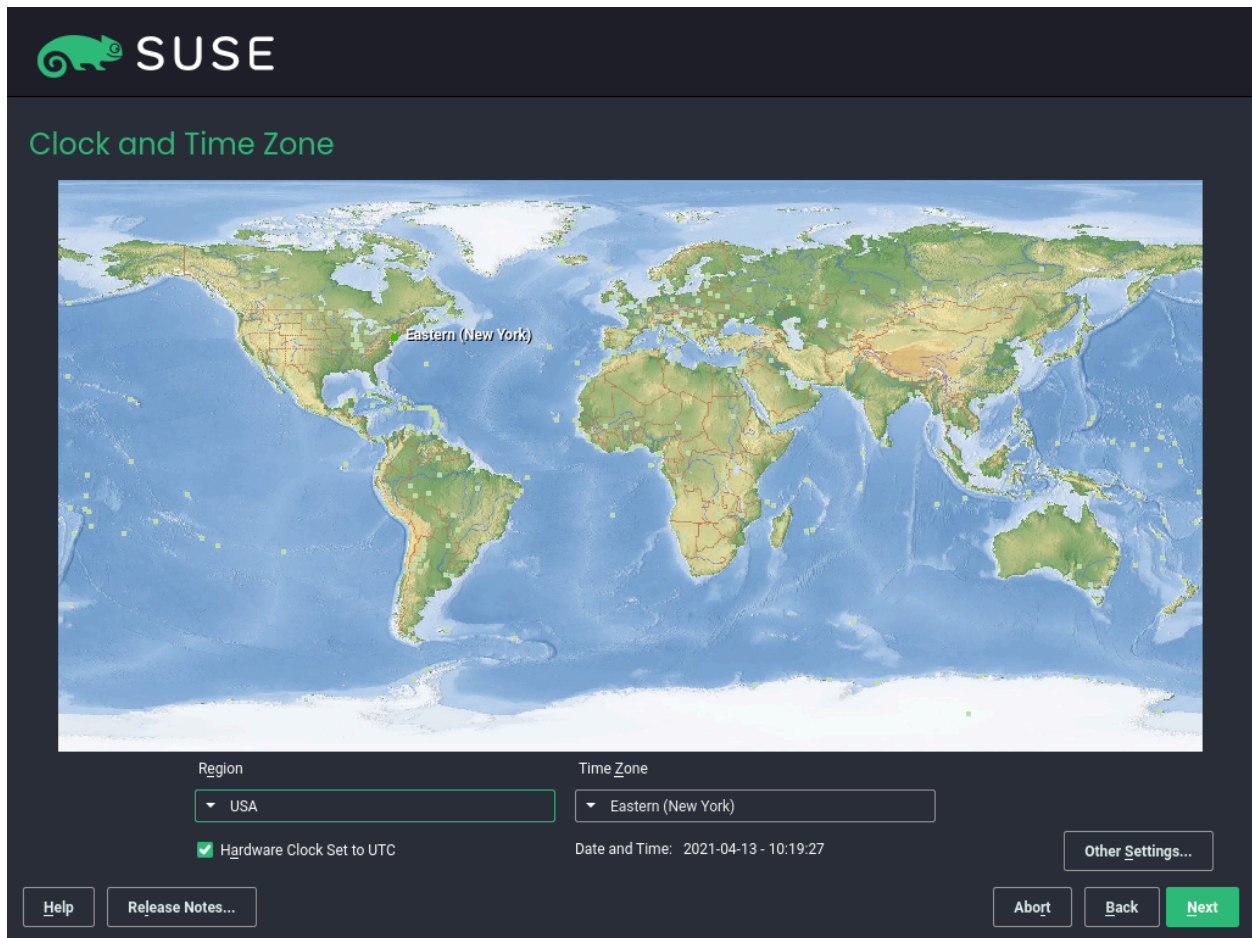 SUSE
Clock and Time Zone
Eastern (New York)
Region
Time Zone
USA
Eastern (New York)
Hardware Clock Set to UTC
Date and Time: 2021-04-13 - 10:19:27
Other Settings...
Help
Release Notes...
Abort
Back
Next